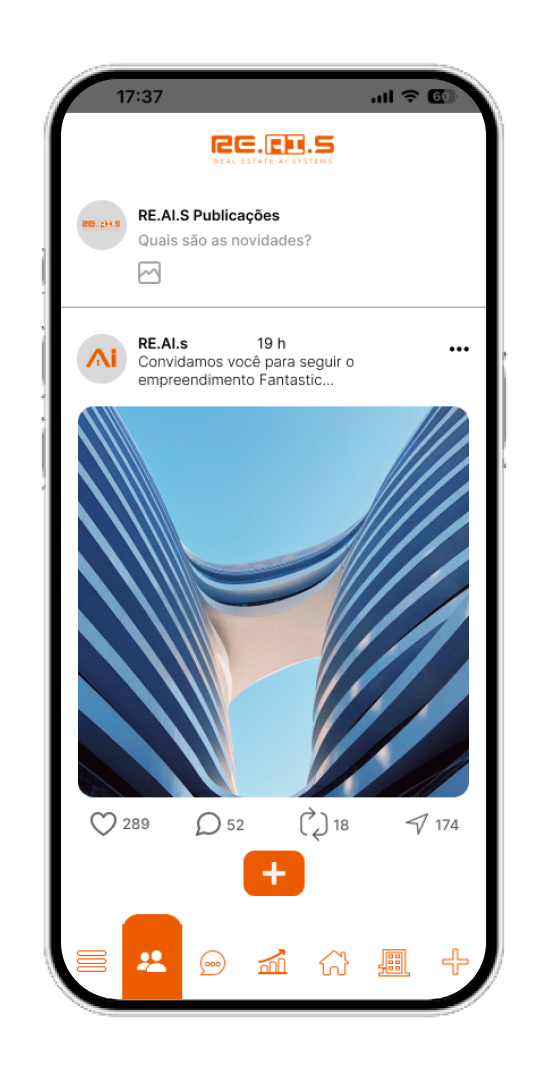 17:37
60
RE.AI.S
REAL ESTATE AI SYSTEMS
RE.AI.S
RE.AI.S Publicações
Quais são as novidades?
Ai
RE.AI.s 19 h
Convidamos você para seguir o
empreendimento Fantastic...
289 52 18 174